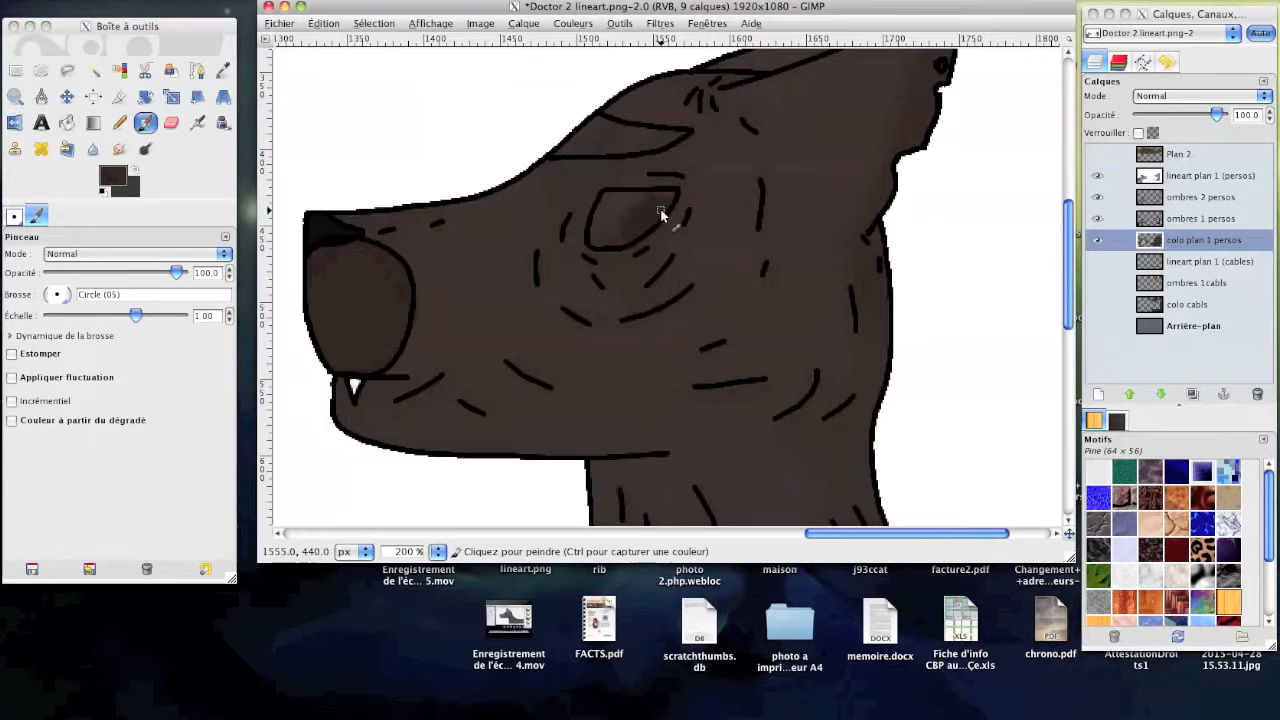 Boîte à outils
*Doctor 2 lineart.png-2.0 (RVB, 9 calques) 1920x1080 – GIMP
Calques, Canaux,...
Fichier Édition Sélection Affichage Image Calque Couleurs Outils Filtres Fenêtres Aide
Doctor 2 lineart.png-2
Auto
1300 1350 1400 1450 1500 1550 1600 1650 1700 1750 1800
Calques
Mode : Normal
Opacité : 100.0
Verrouiller :
Plan 2
lineart plan 1 (persos)
ombres 2 persos
ombres 1 persos
colo plan 1 persos
lineart plan 1 (cables)
ombres 1cabls
colo cabls
Arrière-plan
Pinceau
Mode : Normal
Opacité : 100.0
Brosse : Circle (05)
Échelle : 1.00
Dynamique de la brosse
Estomper
Appliquer fluctuation
Incrémentiel
Couleur à partir du dégradé
Motifs
Pine (64 × 56)
1555.0, 440.0 px 200 % Cliquez pour peindre (Ctrl pour capturer une couleur)
Enregistrement de l'éc... 5.mov
lineart.png
rib
photo 2.php.webloc
maison
j93ccat
facture2.pdf
Changement+ +adre...eurs-
DB
DOCX
XLS
PDF
Enregistrement de l'éc... 4.mov
FACTS.pdf
scratchthumbs.db
photo a impri...eur A4
memoire.docx
Fiche d'info CBP au...Çe.xls
chrono.pdf
AttestationDroits1
2015-04-28 15.53.11.jpg